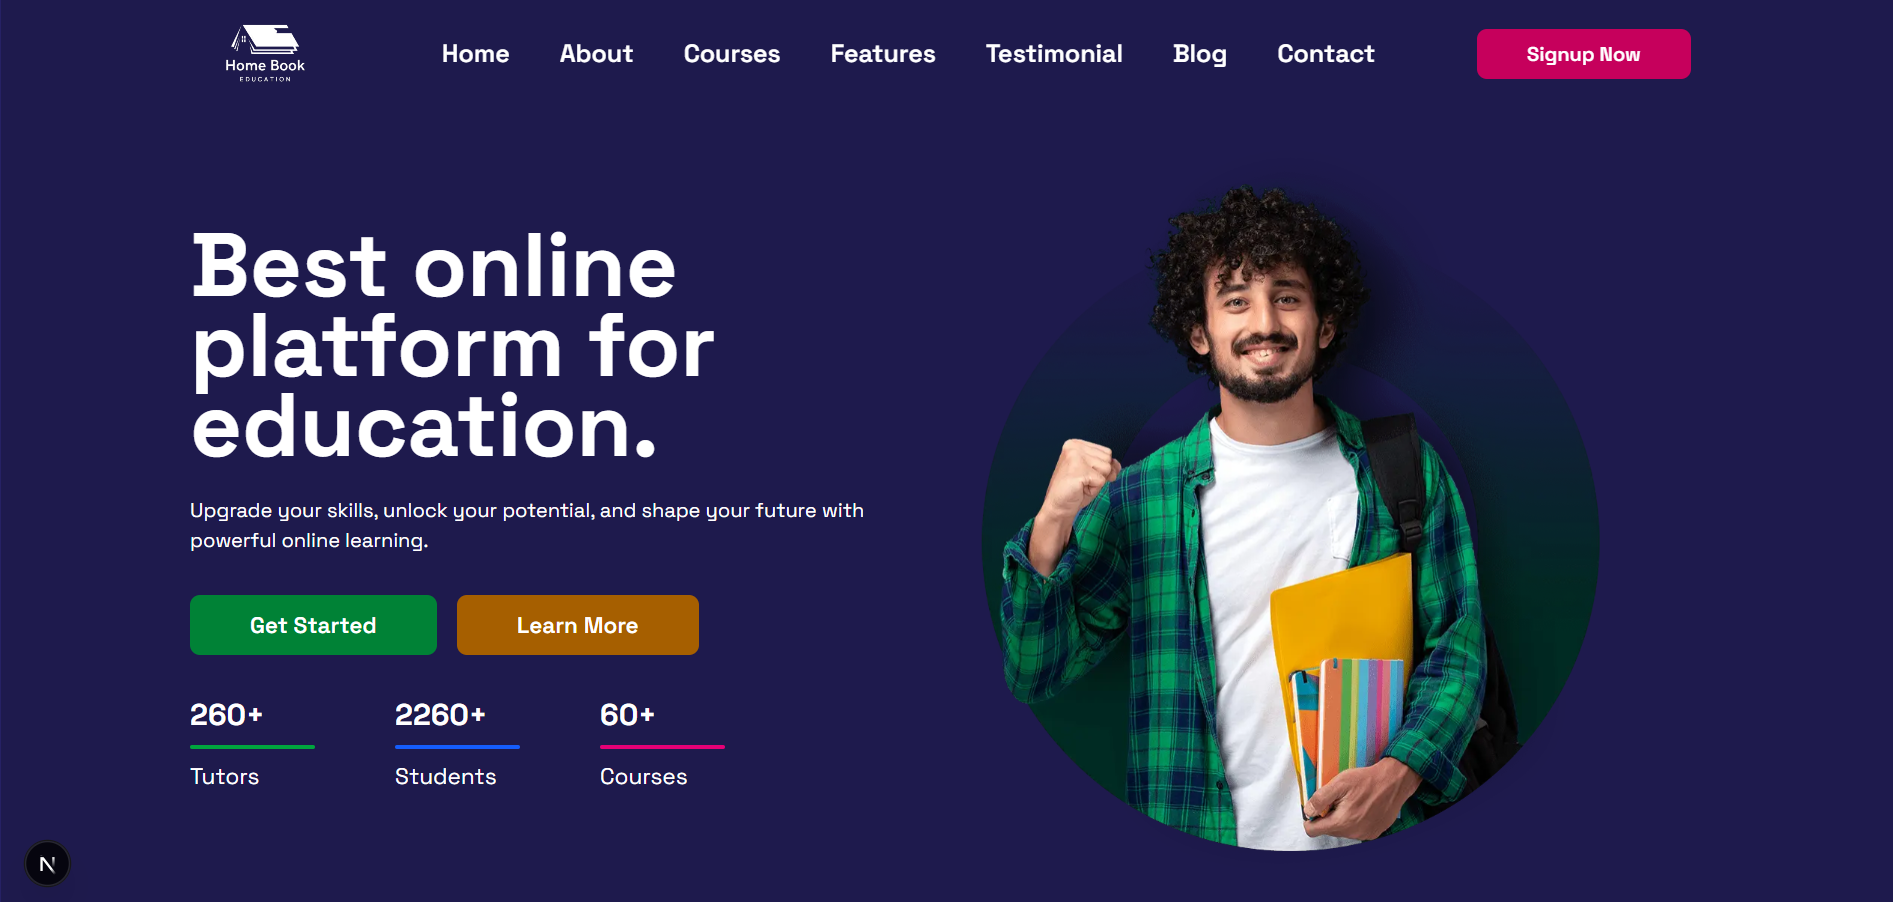 Home Book
EDUCATION
Home About Courses Features Testimonial Blog Contact
Signup Now
Best online
platform for
education.
Upgrade your skills, unlock your potential, and shape your future with
powerful online learning.
Get Started Learn More
260+ 2260+ 60+
Tutors Students Courses
N